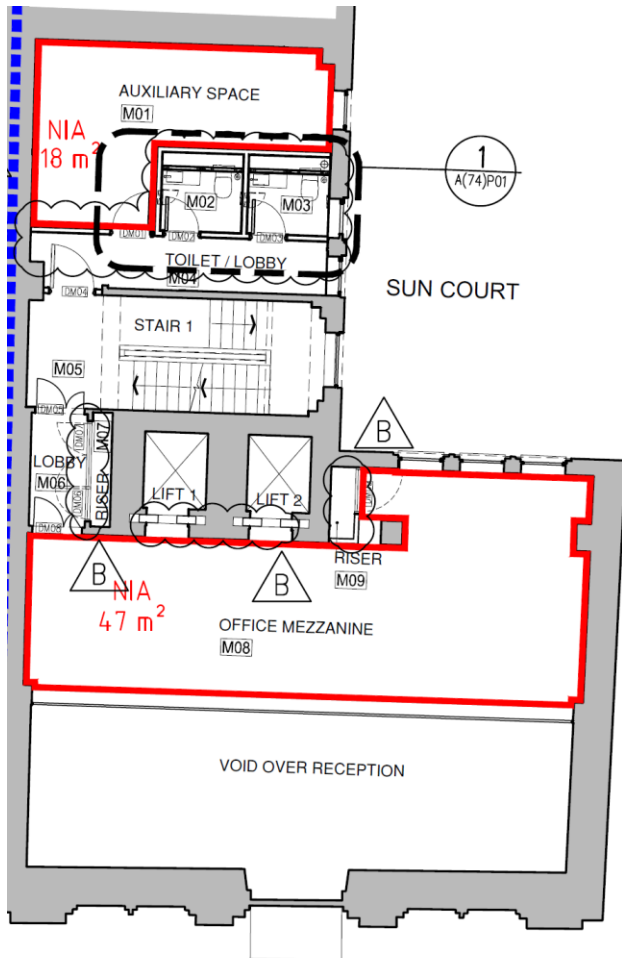 AUXILIARY SPACE
M01
NIA
18 m²
1
A(74)P01
M02
M03
DM01
DM02
DM03
TOILET / LOBBY
M04
DM04
SUN COURT
STAIR 1
M05
DM05
B
LOBBY
M06
DM07
M07
RISER
DM06
LIFT 1
LIFT 2
DM08
B
B
RISER
M09
NIA
47 m²
OFFICE MEZZANINE
M08
VOID OVER RECEPTION